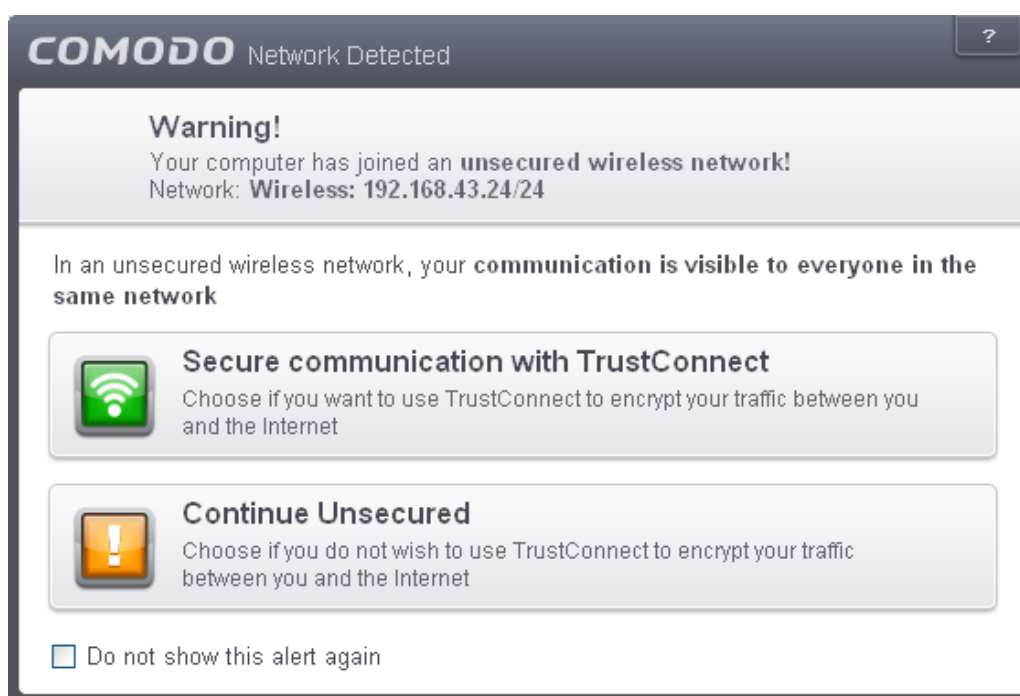 COMODO Network Detected
?
Warning!
Your computer has joined an unsecured wireless network!
Network: Wireless: 192.168.43.24/24
In an unsecured wireless network, your communication is visible to everyone in the
same network
Secure communication with TrustConnect
Choose if you want to use TrustConnect to encrypt your traffic between you
and the Internet
Continue Unsecured
Choose if you do not wish to use TrustConnect to encrypt your traffic
between you and the Internet
Do not show this alert again